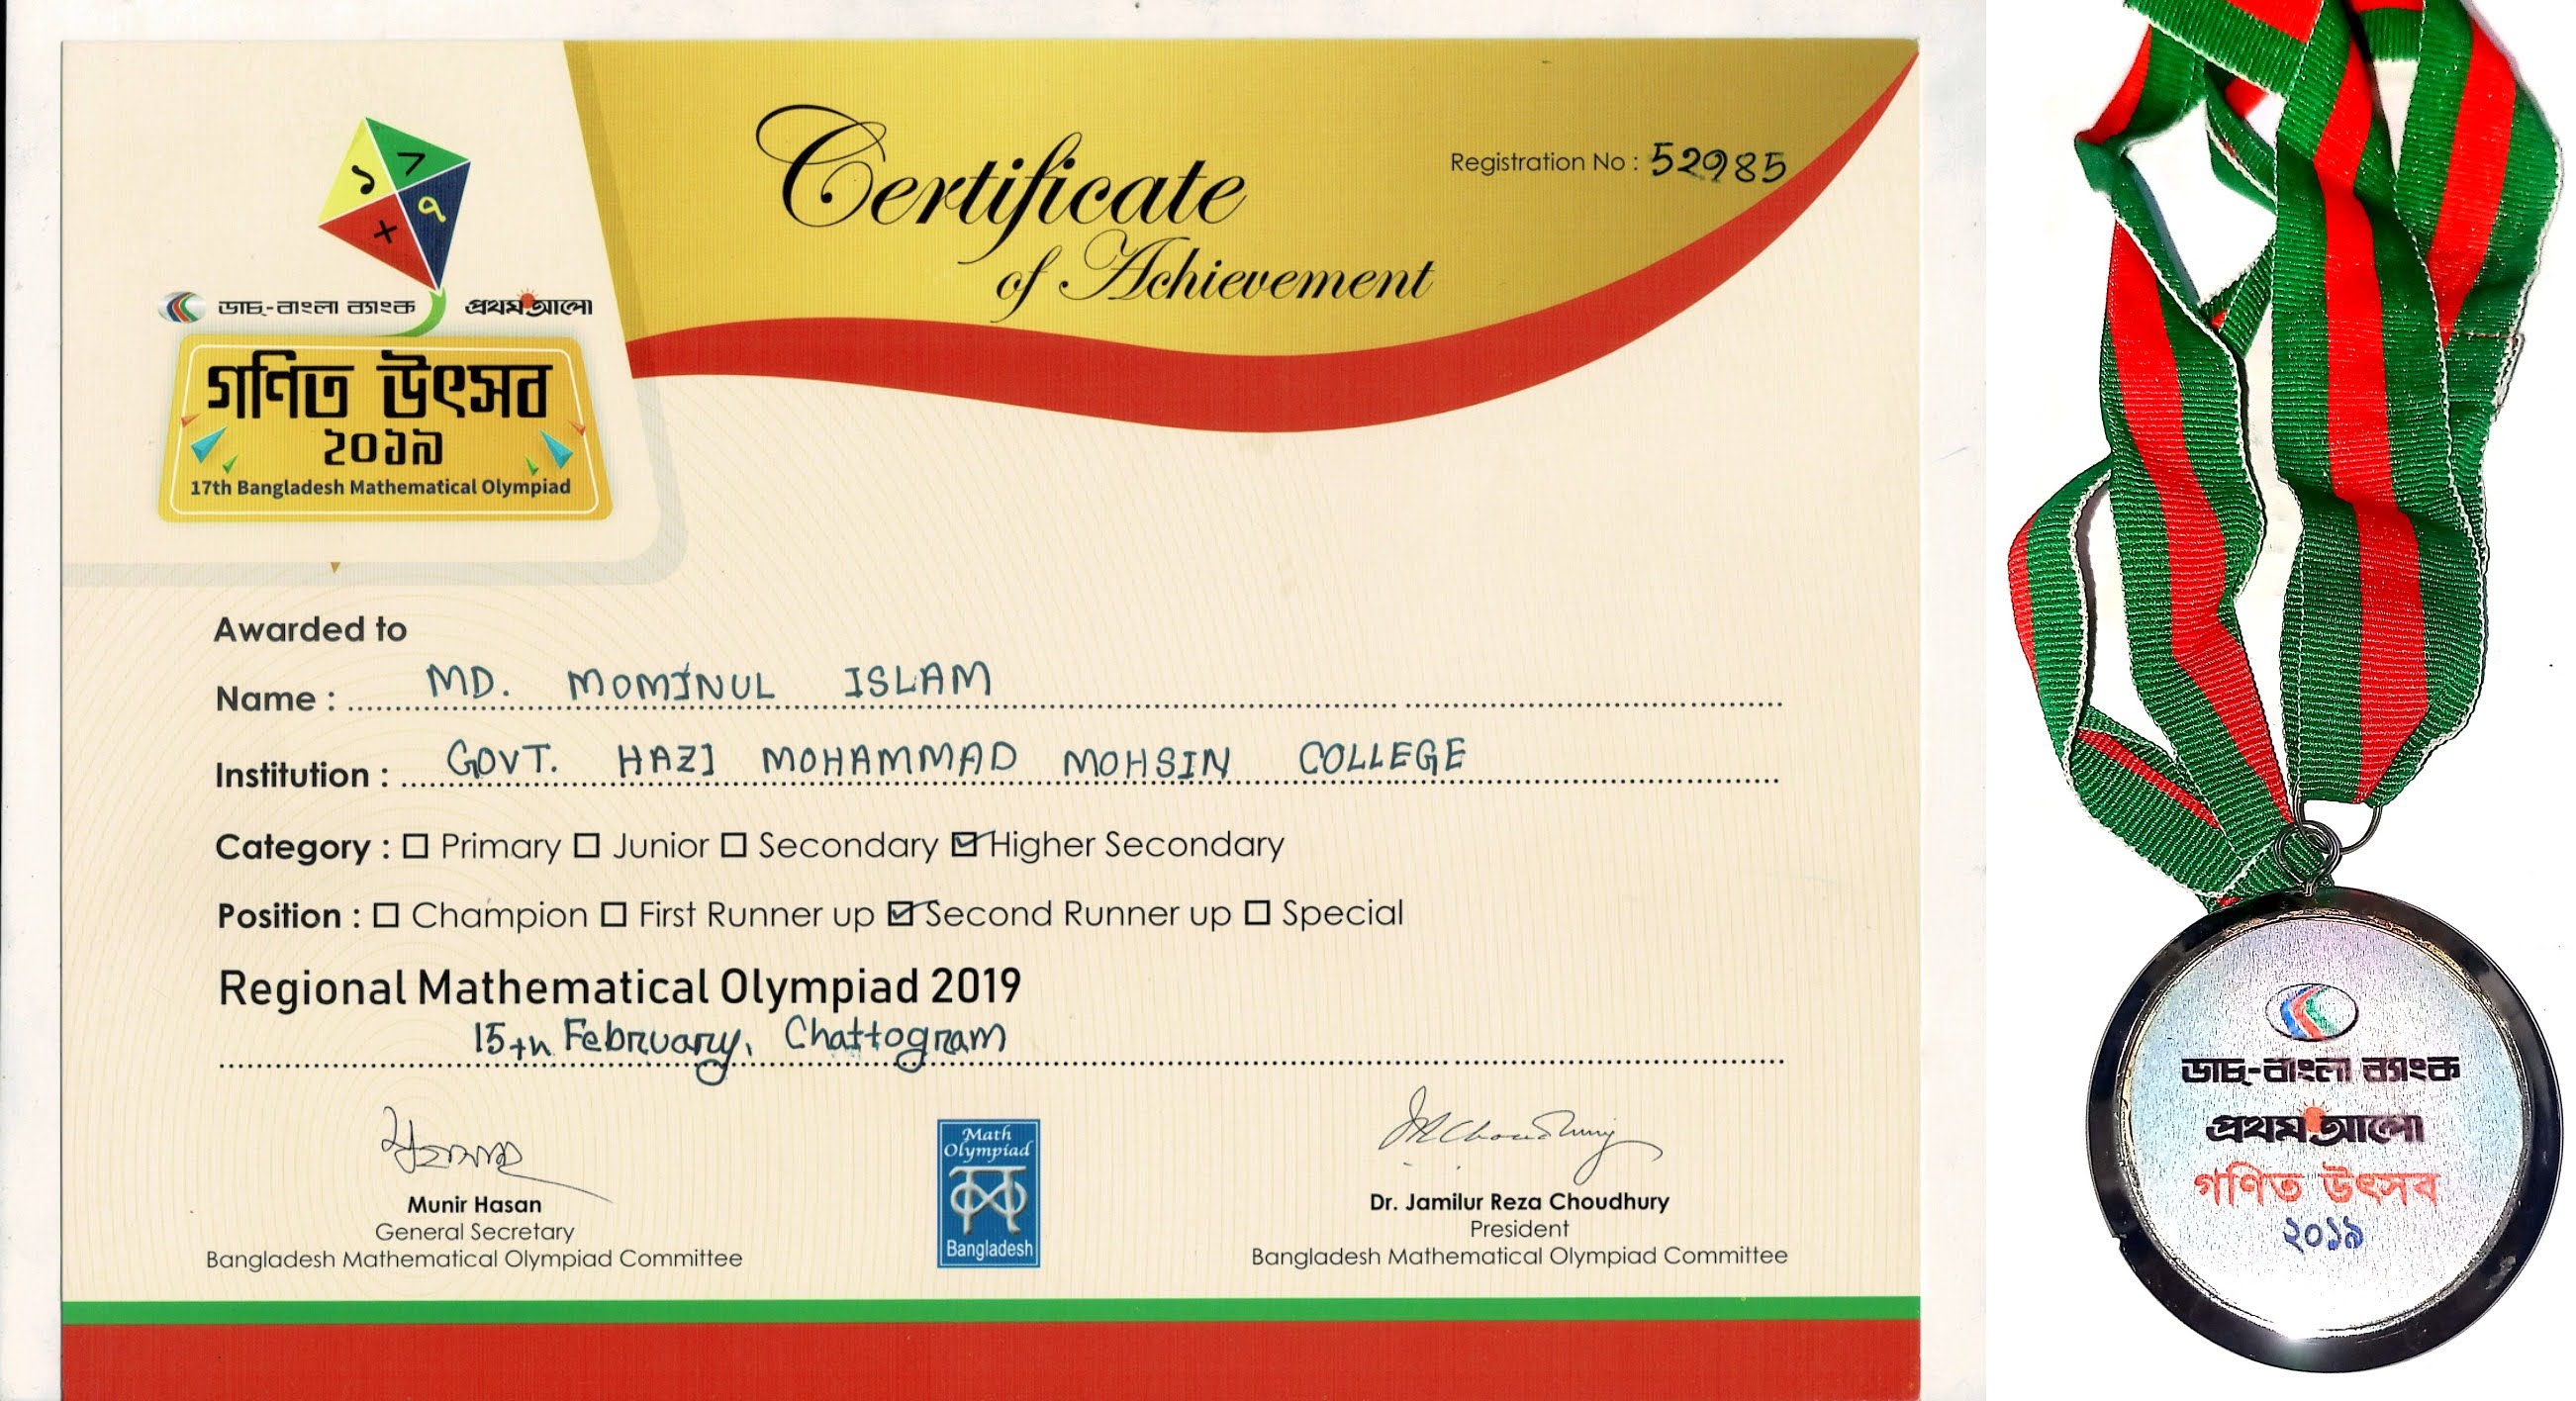 Certificate
of Achievement
Registration No : 52985
১ >
+ ৭
ডাচ্-বাংলা ব্যাংক প্রথম আলো
গণিত উৎসব
২০১৯
17th Bangladesh Mathematical Olympiad
Awarded to
Name : MD. MOMINUL ISLAM
Institution : GOVT. HAZI MOHAMMAD MOHSIN COLLEGE
Category : ☐ Primary ☐ Junior ☐ Secondary ☑ Higher Secondary
Position : ☐ Champion ☐ First Runner up ☑ Second Runner up ☐ Special
Regional Mathematical Olympiad 2019
15th February, Chattogram
Munir Hasan
General Secretary
Bangladesh Mathematical Olympiad Committee
Math
Olympiad
Bangladesh
JRChoudhury
Dr. Jamilur Reza Choudhury
President
Bangladesh Mathematical Olympiad Committee
ডাচ্-বাংলা ব্যাংক
প্রথম আলো
গণিত উৎসব
২০১৯